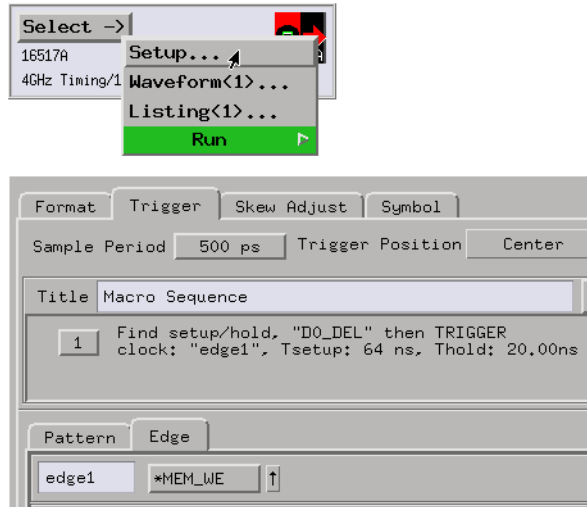 Select ->
16517A
4GHz Timing/1
Setup...
Waveform<1>...
Listing<1>...
Run
Format Trigger Skew Adjust Symbol
Sample Period 500 ps Trigger Position Center
Title Macro Sequence
1 Find setup/hold, "DO_DEL" then TRIGGER
clock: "edge1", Tsetup: 64 ns, Thold: 20.00ns
Pattern Edge
edge1 *MEM_WE ↑